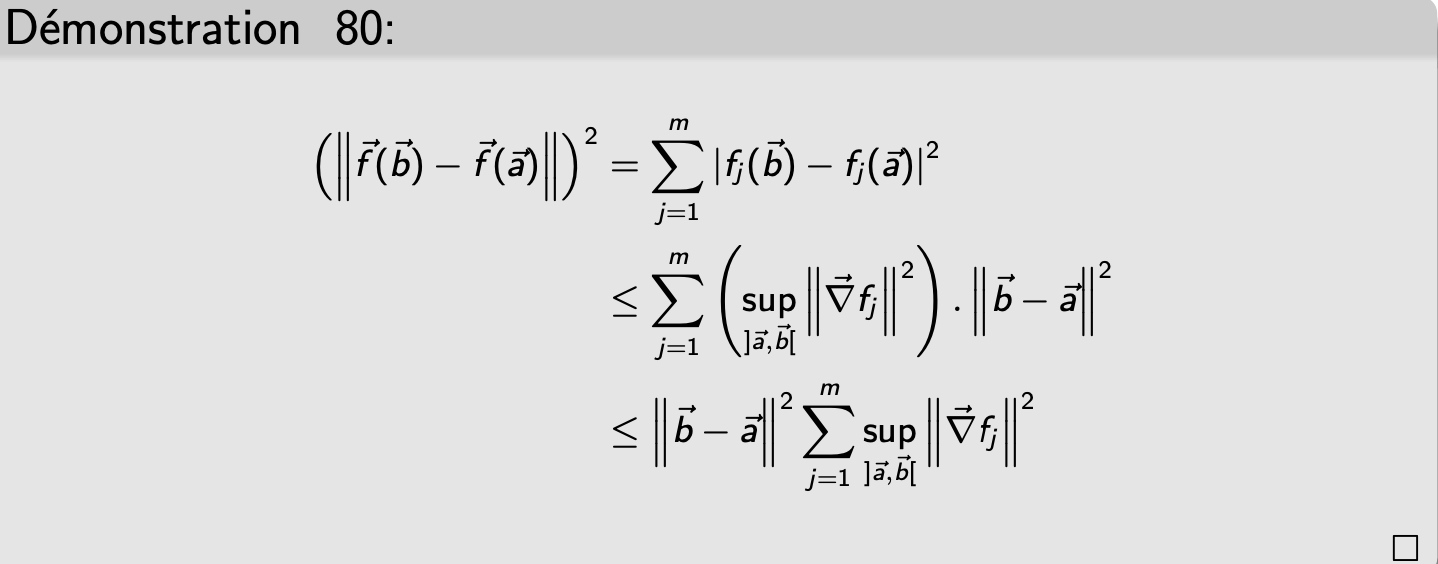 Démonstration 80:
(‖f⃗(b⃗) − f⃗(a⃗)‖)² = ∑_{j=1}^{m} |f_j(b⃗) − f_j(a⃗)|²
≤ ∑_{j=1}^{m} (sup_{]a⃗,b⃗[} ‖∇⃗f_j‖²) . ‖b⃗ − a⃗‖²
≤ ‖b⃗ − a⃗‖² ∑_{j=1}^{m} sup_{]a⃗,b⃗[} ‖∇⃗f_j‖²
□